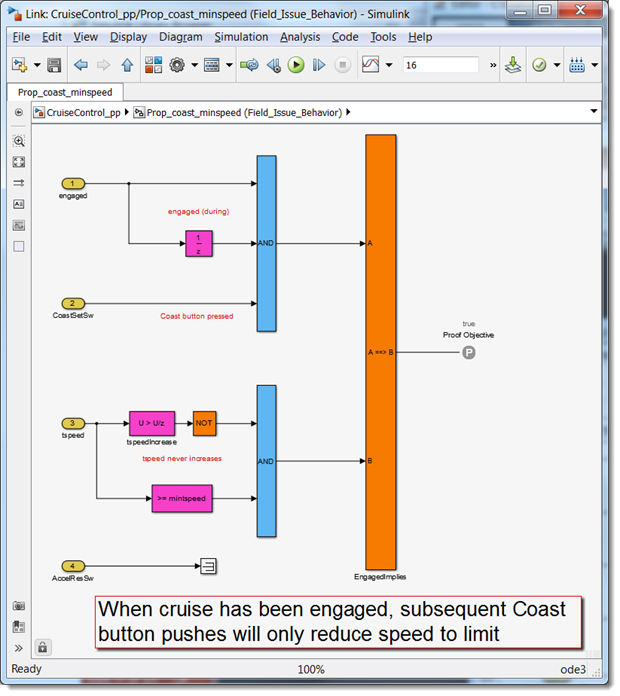 Link: CruiseControl_pp/Prop_coast_minspeed (Field_Issue_Behavior) - Simulink
File Edit View Display Diagram Simulation Analysis Code Tools Help
16 »
Prop_coast_minspeed
CruiseControl_pp Prop_coast_minspeed (Field_Issue_Behavior)
1
engaged
engaged (during)
1
z
AND
A
2
CoastSetSw
Coast button pressed
true
Proof Objective
A ==> B
P
3
tspeed
U > U/z
NOT
tspeedIncrease
tspeed never increases
AND
B
>= mintspeed
4
AccelResSw
EngagedImplies
When cruise has been engaged, subsequent Coast
button pushes will only reduce speed to limit
»
Ready 100% ode3